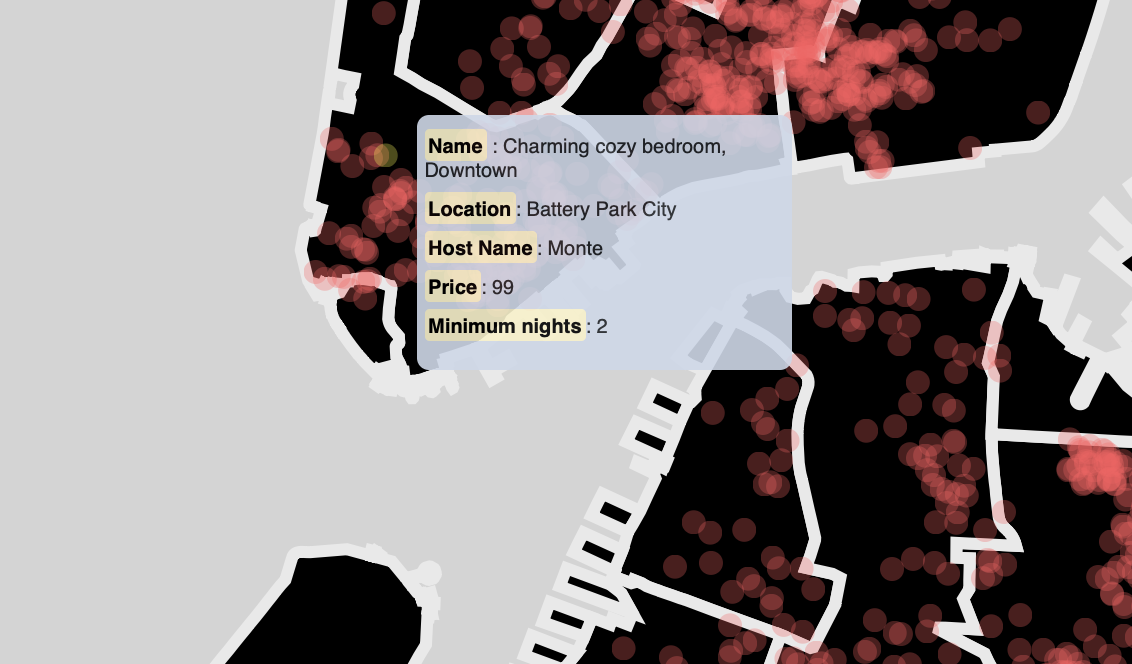 Name : Charming cozy bedroom,
Downtown
Location : Battery Park City
Host Name : Monte
Price : 99
Minimum nights : 2